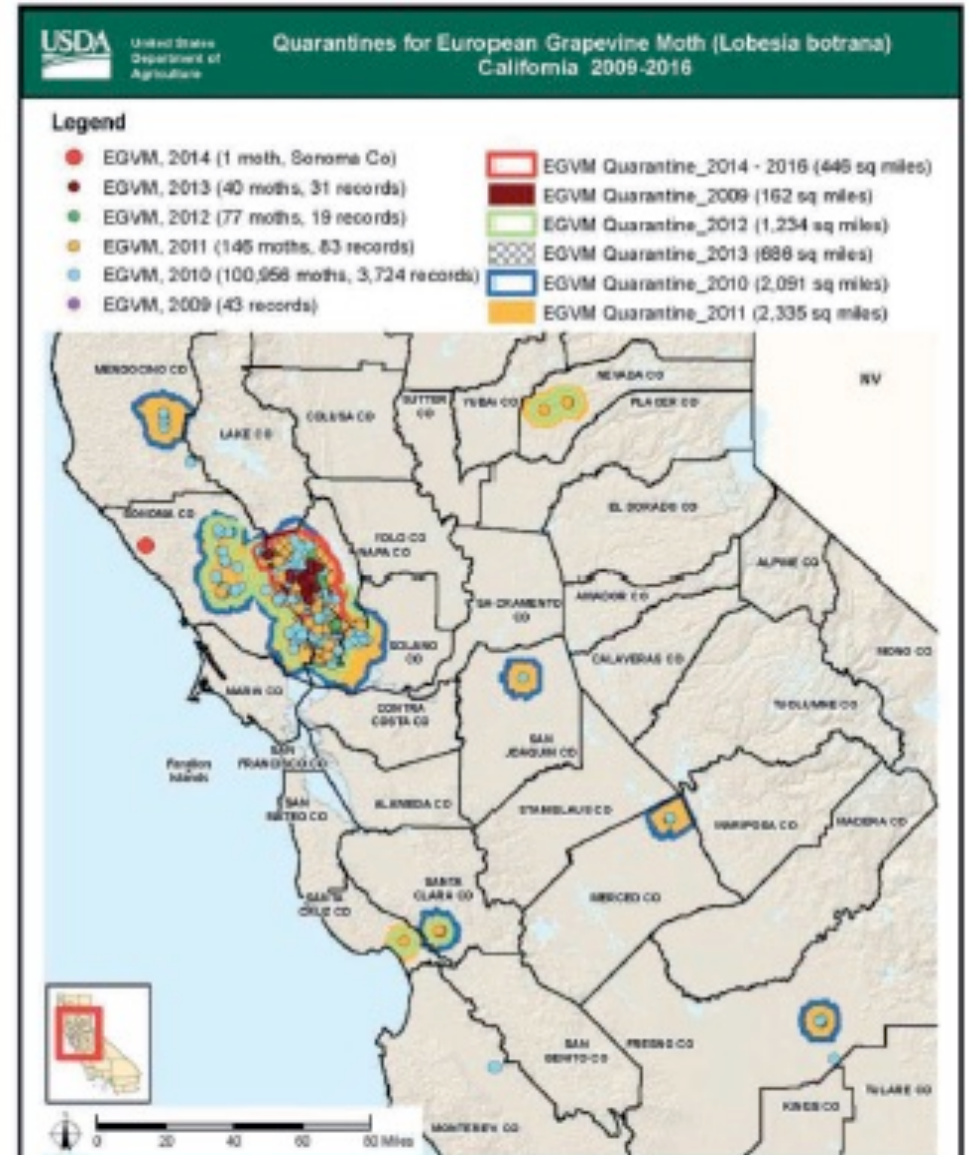 USDA
United States
Department of
Agriculture
Quarantines for European Grapevine Moth (Lobesia botrana)
California 2009-2016
Legend
EGVM, 2014 (1 moth, Sonoma Co)
EGVM, 2013 (40 moths, 31 records)
EGVM, 2012 (77 moths, 19 records)
EGVM, 2011 (146 moths, 83 records)
EGVM, 2010 (100,956 moths, 3,724 records)
EGVM, 2009 (43 records)
EGVM Quarantine_2014 - 2016 (446 sq miles)
EGVM Quarantine_2009 (162 sq miles)
EGVM Quarantine_2012 (1,234 sq miles)
EGVM Quarantine_2013 (686 sq miles)
EGVM Quarantine_2010 (2,091 sq miles)
EGVM Quarantine_2011 (2,335 sq miles)
MENDOCINO CO
LAKE CO
COLUSA CO
SUTTER
CO
YUBA CO
NEVADA CO
PLACER CO
NV
SONOMA CO
YOLO CO
NAPA CO
EL DORADO CO
ALPINE CO
SACRAMENTO
CO
AMADOR CO
SOLANO
CO
CALAVERAS CO
MONO CO
MARIN CO
CONTRA
COSTA CO
TUOLUMNE CO
SAN
JOAQUIN CO
SAN
FRANCISCO CO
Farallon
Islands
SAN
MATEO CO
ALAMEDA CO
STANISLAUS CO
MARIPOSA CO
MADERA CO
SANTA
CLARA CO
SANTA
CRUZ CO
MERCED CO
SAN
BENITO CO
FRESNO CO
TULARE CO
KINGS CO
MONTEREY CO
0 20 40 60 80 Miles